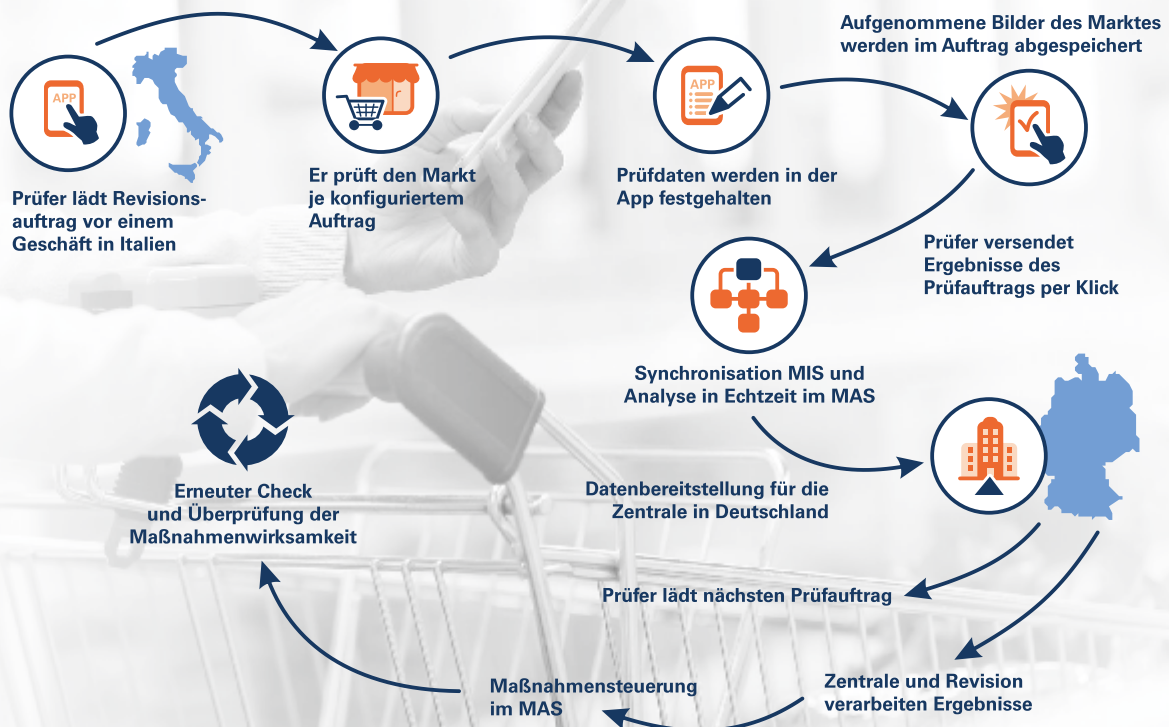 APP
Prüfer lädt Revisions-
auftrag vor einem
Geschäft in Italien
Er prüft den Markt
je konfiguriertem
Auftrag
APP
Prüfdaten werden in der
App festgehalten
Aufgenommene Bilder des Marktes
werden im Auftrag abgespeichert
Prüfer versendet
Ergebnisse des
Prüfauftrags per Klick
Synchronisation MIS und
Analyse in Echtzeit im MAS
Datenbereitstellung für die
Zentrale in Deutschland
Prüfer lädt nächsten Prüfauftrag
Zentrale und Revision
verarbeiten Ergebnisse
Maßnahmensteuerung
im MAS
Erneuter Check
und Überprüfung der
Maßnahmenwirksamkeit